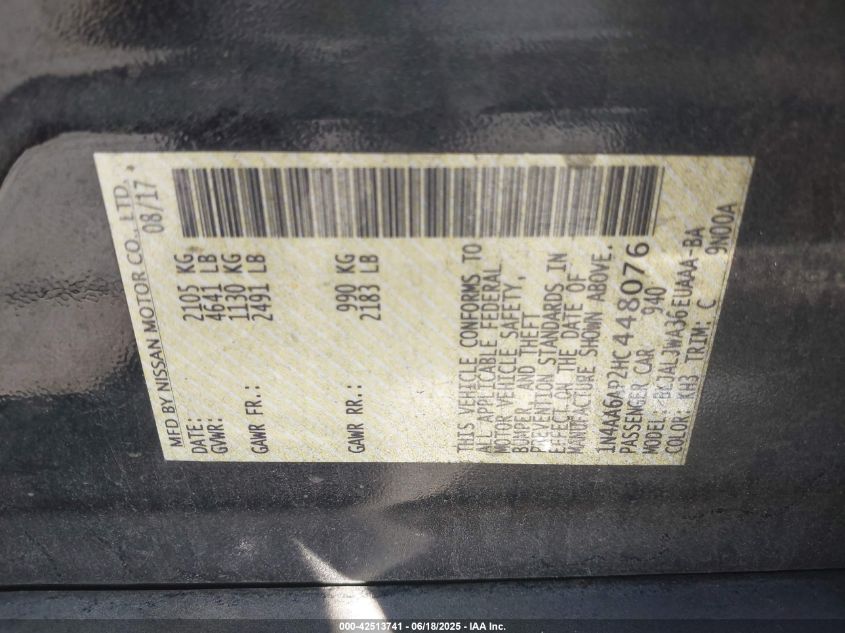 MFD BY NISSAN MOTOR CO., LTD.
DATE: 08/17
GVWR: 2105 KG
4641 LB
GAWR FR.: 1130 KG
2491 LB
GAWR RR.: 990 KG
2183 LB
THIS VEHICLE CONFORMS TO
ALL APPLICABLE FEDERAL
MOTOR VEHICLE SAFETY,
BUMPER, AND THEFT
PREVENTION STANDARDS IN
EFFECT ON THE DATE OF
MANUFACTURE SHOWN ABOVE.
1N4AA6AP2HC448076
PASSENGER CAR 940
MODEL: BKJALJWA36EUAAA-BA
COLOR: KH3 TRIM: C 9N00A
000-42513741 - 06/18/2025 - IAA Inc.